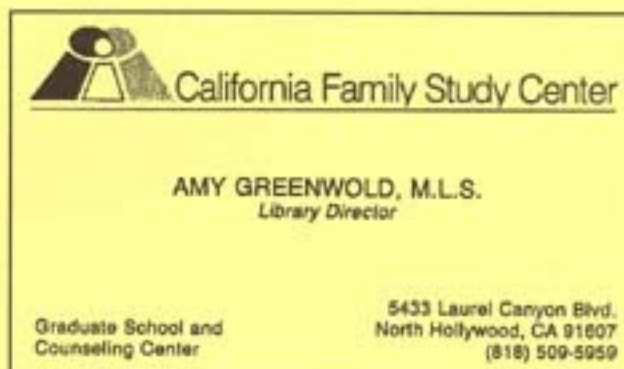 California Family Study Center
AMY GREENWOLD, M.L.S.
Library Director
Graduate School and
Counseling Center
5433 Laurel Canyon Blvd.
North Hollywood, CA 91607
(818) 509-5959